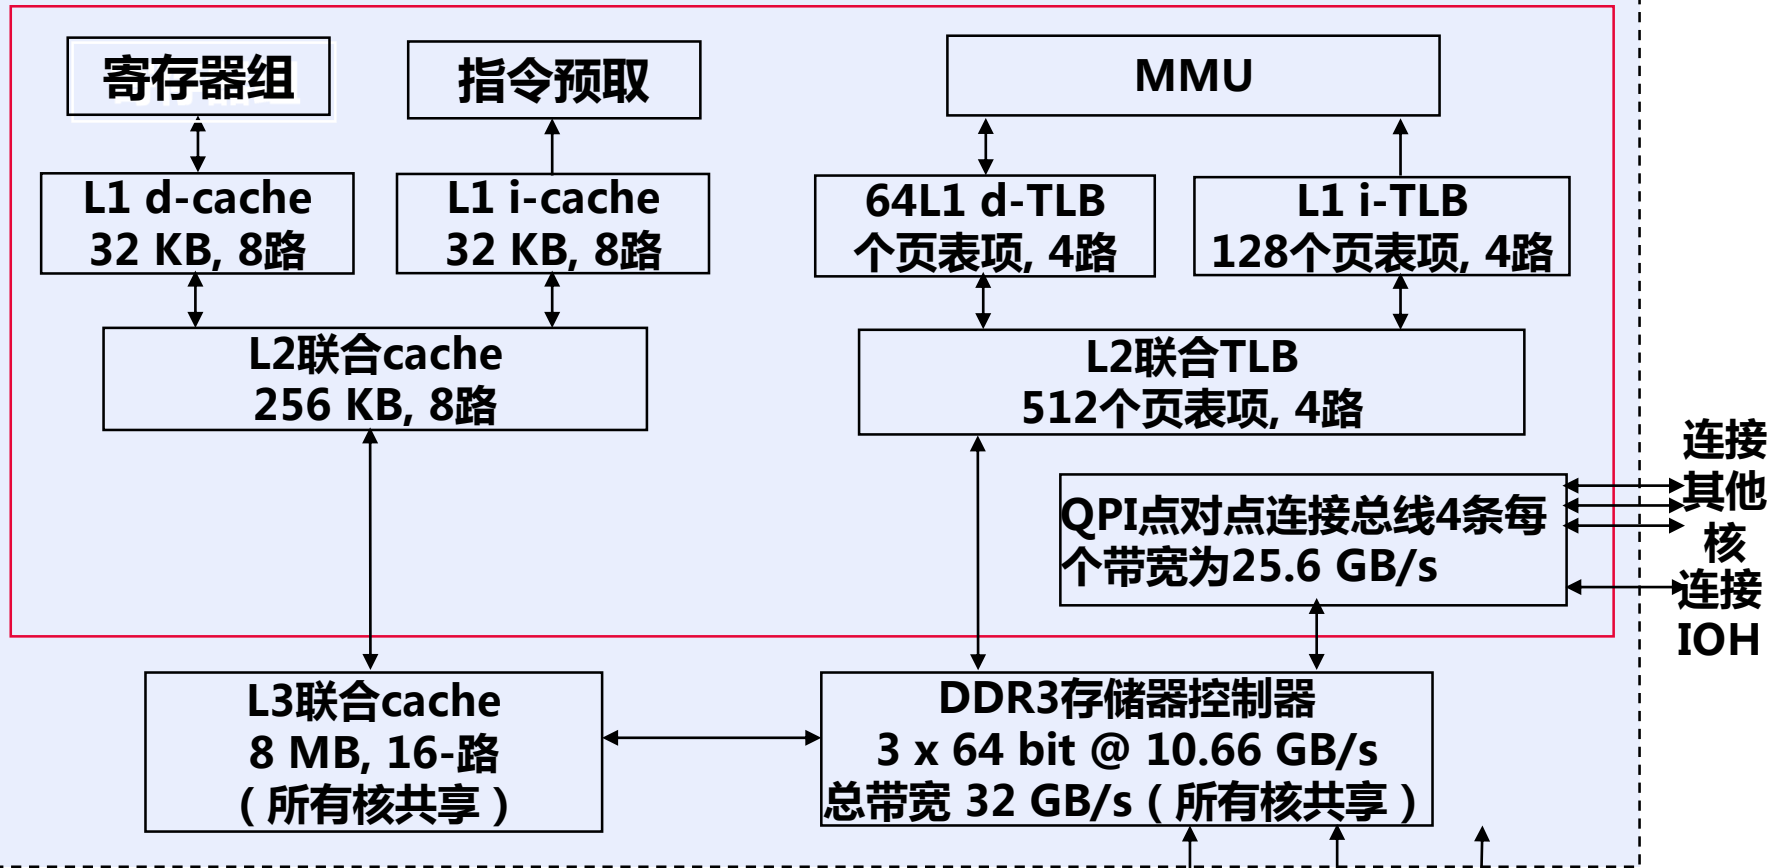 寄存器组
指令预取
MMU
L1 d-cache
32 KB, 8路
L1 i-cache
32 KB, 8路
64L1 d-TLB
个页表项, 4路
L1 i-TLB
128个页表项, 4路
L2联合cache
256 KB, 8路
L2联合TLB
512个页表项, 4路
QPI点对点连接总线4条每
个带宽为25.6 GB/s
连接
其他
核
连接
IOH
L3联合cache
8 MB, 16-路
（所有核共享）
DDR3存储器控制器
3 x 64 bit @ 10.66 GB/s
总带宽 32 GB/s（所有核共享）